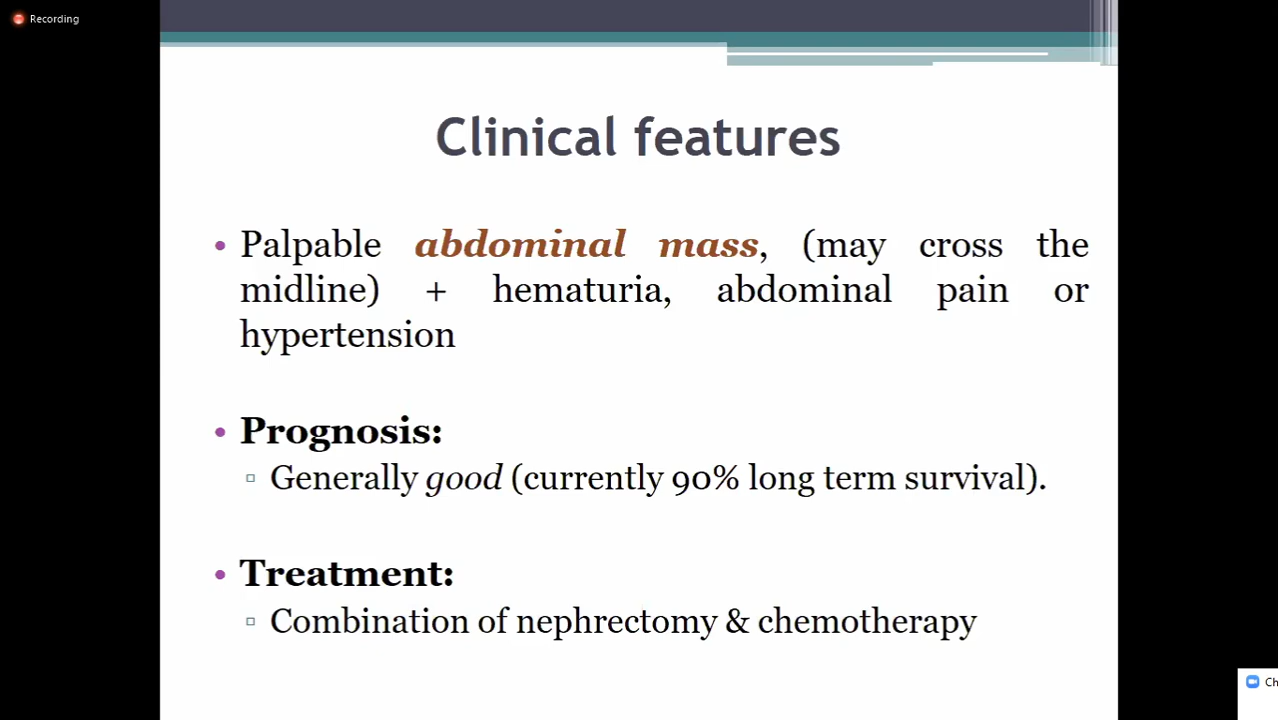 Recording
Clinical features
• Palpable abdominal mass, (may cross the
midline) + hematuria, abdominal pain or
hypertension
• Prognosis:
▫ Generally good (currently 90% long term survival).
• Treatment:
▫ Combination of nephrectomy & chemotherapy
Ch